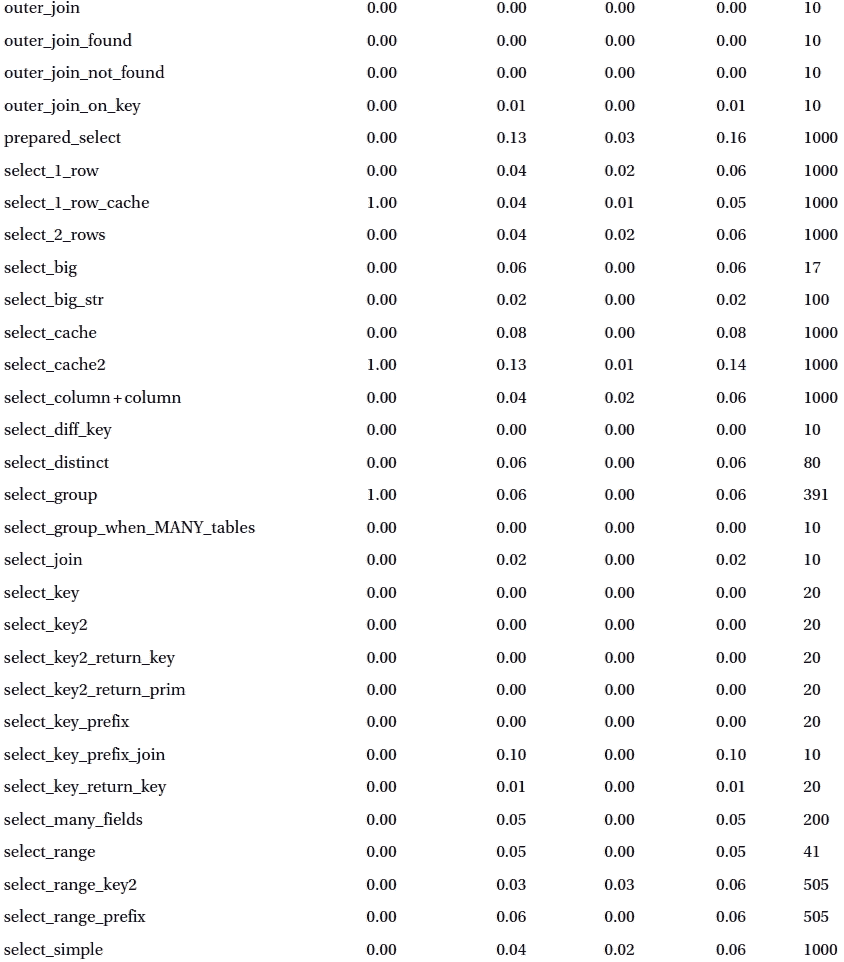 outer_join 0.00 0.00 0.00 0.00 10
outer_join_found 0.00 0.00 0.00 0.00 10
outer_join_not_found 0.00 0.00 0.00 0.00 10
outer_join_on_key 0.00 0.01 0.00 0.01 10
prepared_select 0.00 0.13 0.03 0.16 1000
select_1_row 0.00 0.04 0.02 0.06 1000
select_1_row_cache 1.00 0.04 0.01 0.05 1000
select_2_rows 0.00 0.04 0.02 0.06 1000
select_big 0.00 0.06 0.00 0.06 17
select_big_str 0.00 0.02 0.00 0.02 100
select_cache 0.00 0.08 0.00 0.08 1000
select_cache2 1.00 0.13 0.01 0.14 1000
select_column+column 0.00 0.04 0.02 0.06 1000
select_diff_key 0.00 0.00 0.00 0.00 10
select_distinct 0.00 0.06 0.00 0.06 80
select_group 1.00 0.06 0.00 0.06 391
select_group_when_MANY_tables 0.00 0.00 0.00 0.00 10
select_join 0.00 0.02 0.00 0.02 10
select_key 0.00 0.00 0.00 0.00 20
select_key2 0.00 0.00 0.00 0.00 20
select_key2_return_key 0.00 0.00 0.00 0.00 20
select_key2_return_prim 0.00 0.00 0.00 0.00 20
select_key_prefix 0.00 0.00 0.00 0.00 20
select_key_prefix_join 0.00 0.10 0.00 0.10 10
select_key_return_key 0.00 0.01 0.00 0.01 20
select_many_fields 0.00 0.05 0.00 0.05 200
select_range 0.00 0.05 0.00 0.05 41
select_range_key2 0.00 0.03 0.03 0.06 505
select_range_prefix 0.00 0.06 0.00 0.06 505
select_simple 0.00 0.04 0.02 0.06 1000